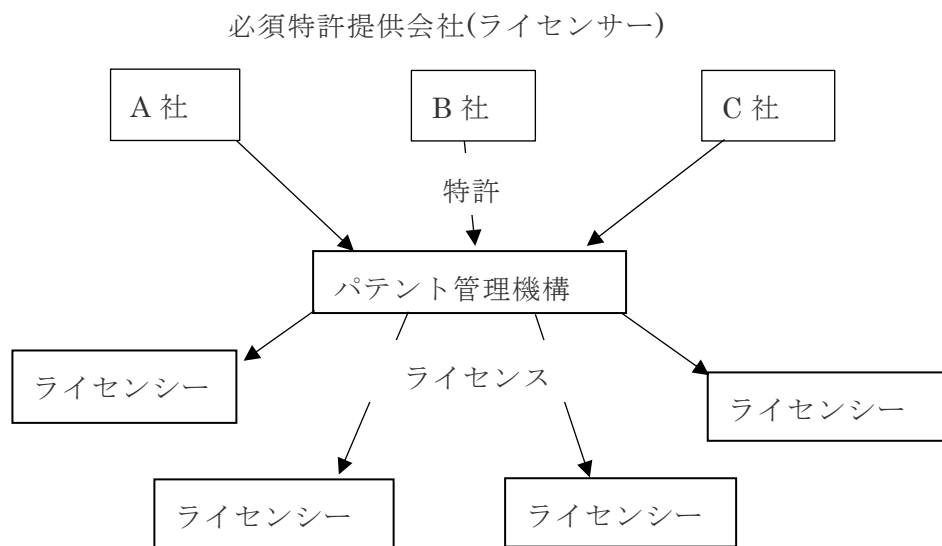 必須特許提供会社(ライセンサー)
A 社
B 社
C 社
特許
パテント管理機構
ライセンシー
ライセンス
ライセンシー
ライセンシー
ライセンシー